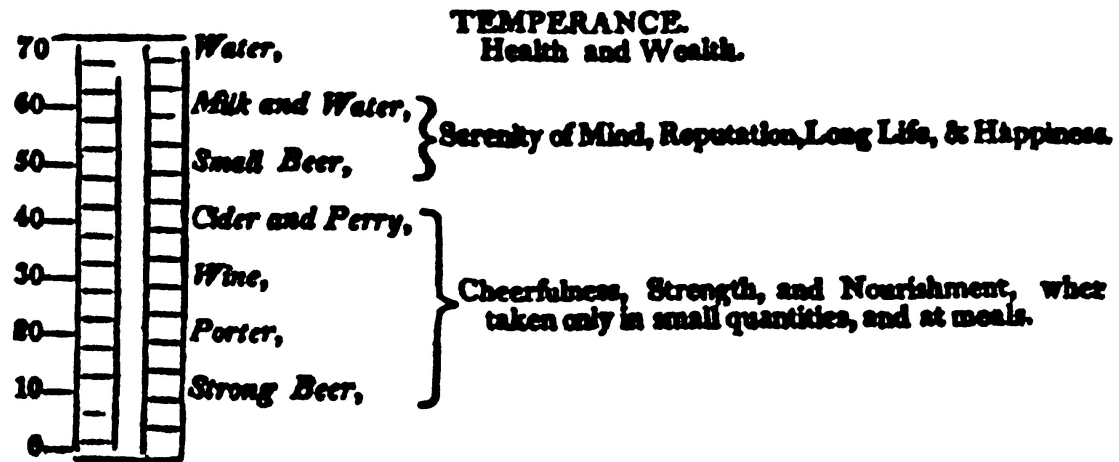 TEMPERANCE.
70 Water, Health and Wealth.
60 Milk and Water,
Serenity of Mind, Reputation, Long Life, & Happiness.
50 Small Beer,
40 Cider and Perry,
30 Wine,
Cheerfulness, Strength, and Nourishment, when
taken only in small quantities, and at meals.
20 Porter,
10 Strong Beer,
0